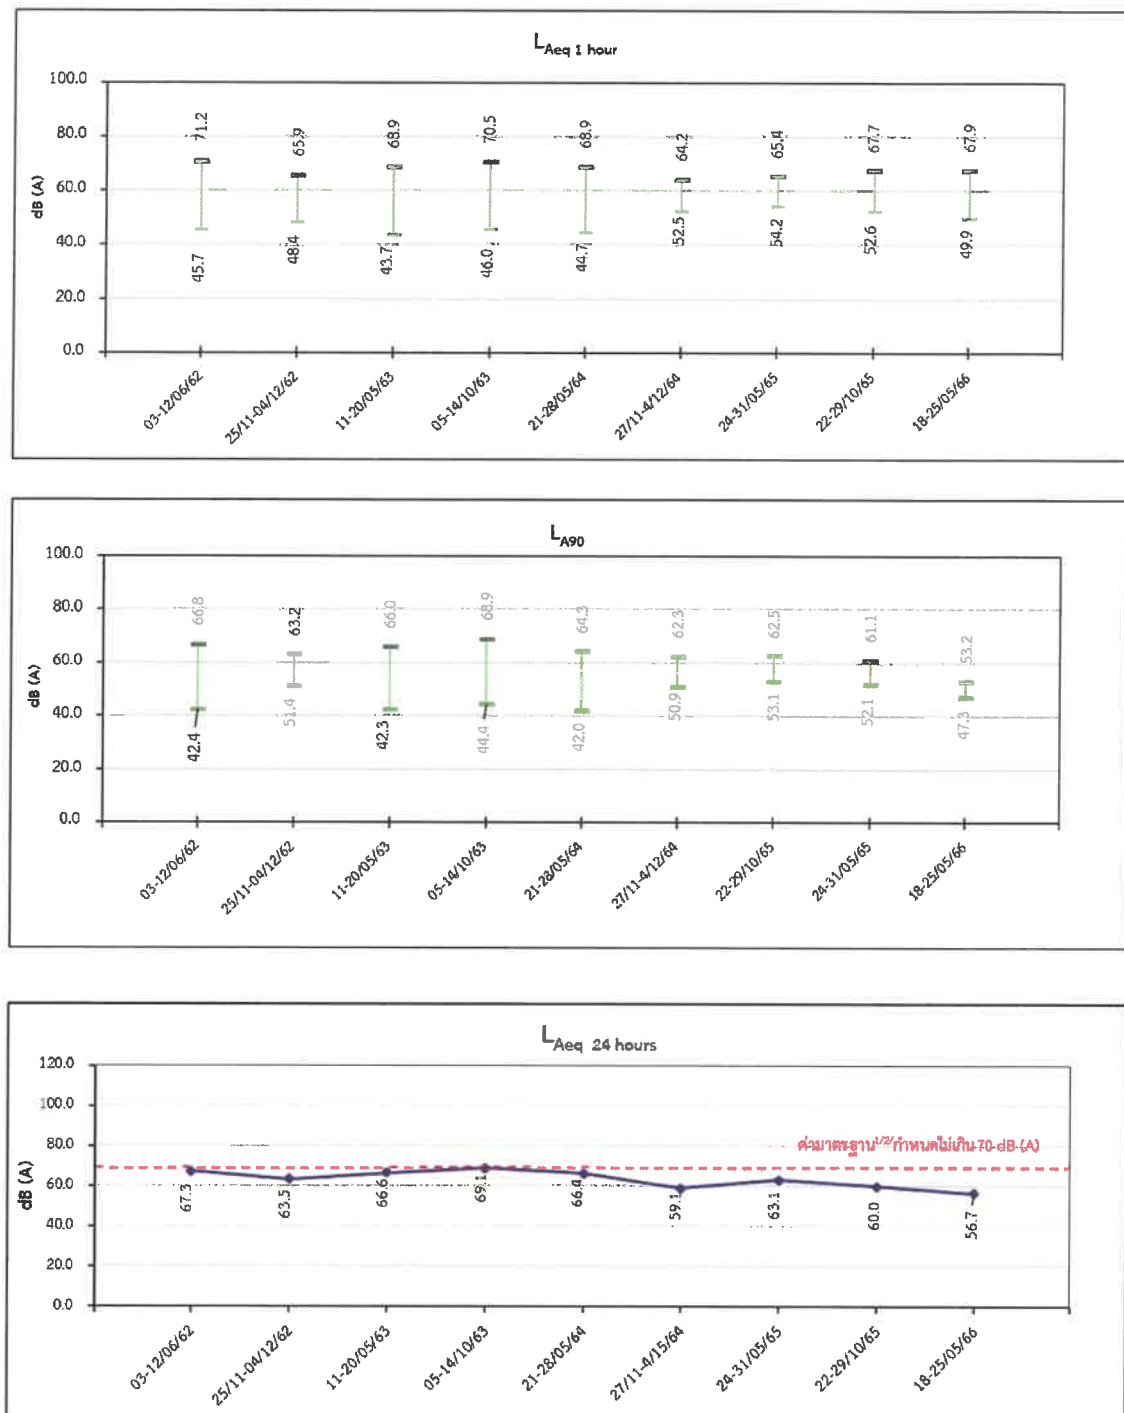 L Aeq 1 hour
100.0
80.0
60.0
40.0
20.0
0.0
dB (A)
71.2 65.9 68.9 70.5 68.9 64.2 65.4 67.7 67.9
45.7 48.4 43.7 46.0 44.7 52.5 54.2 52.6 49.9
03-12/06/62 25/11-04/12/62 11-20/05/63 05-14/10/63 21-28/05/64 27/11-4/12/64 24-31/05/65 22-29/10/65 18-25/05/66
L A90
100.0
80.0
60.0
40.0
20.0
0.0
dB (A)
66.8 63.2 66.0 68.9 64.3 62.3 62.5 61.1 53.2
42.4 51.4 42.3 44.4 42.0 50.9 53.1 52.1 47.3
03-12/06/62 25/11-04/12/62 11-20/05/63 05-14/10/63 21-28/05/64 27/11-4/12/64 22-29/10/65 24-31/05/65 18-25/05/66
L Aeq 24 hours
120.0
100.0
80.0
60.0
40.0
20.0
0.0
dB (A)
ค่ามาตรฐาน1/2/กำหนดไม่เกิน 70 dB (A)
67.3 63.5 66.6 69.1 66.4 59.1 63.1 60.0 56.7
03-12/06/62 25/11-04/12/62 11-20/05/63 05-14/10/63 21-28/05/64 27/11-4/15/64 24-31/05/65 22-29/10/65 18-25/05/66